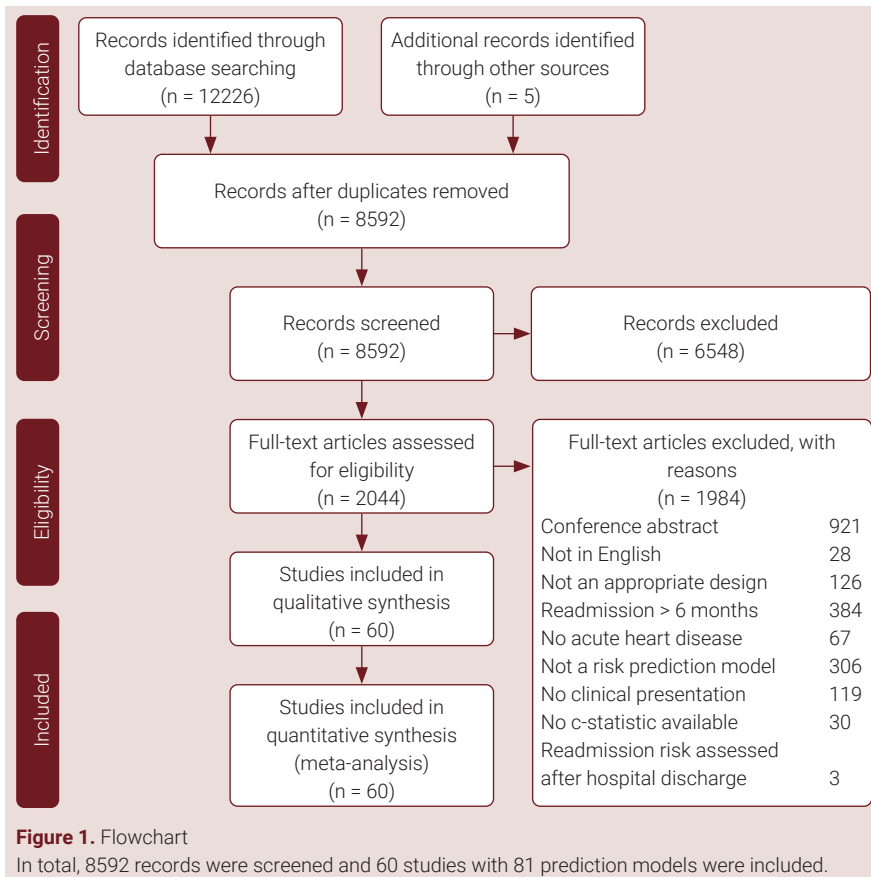 Identification
Records identified through
database searching
(n = 12226)
Additional records identified
through other sources
(n = 5)
Records after duplicates removed
(n = 8592)
Screening
Records screened
(n = 8592)
Records excluded
(n = 6548)
Eligibility
Full-text articles assessed
for eligibility
(n = 2044)
Full-text articles excluded, with
reasons
(n = 1984)
Conference abstract 921
Not in English 28
Not an appropriate design 126
Readmission > 6 months 384
No acute heart disease 67
Not a risk prediction model 306
No clinical presentation 119
No c-statistic available 30
Readmission risk assessed
after hospital discharge 3
Studies included in
qualitative synthesis
(n = 60)
Included
Studies included in
quantitative synthesis
(meta-analysis)
(n = 60)
Figure 1. Flowchart
In total, 8592 records were screened and 60 studies with 81 prediction models were included.